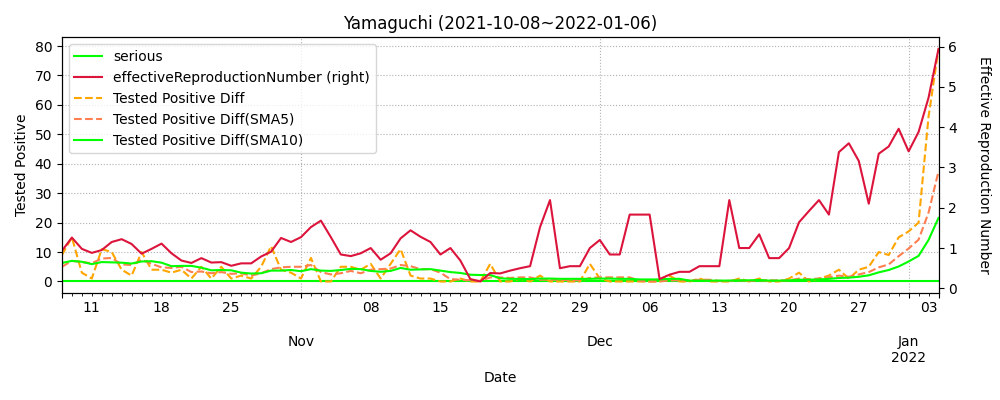 Yamaguchi (2021-10-08~2022-01-06)
serious
effectiveReproductionNumber (right)
Tested Positive Diff
Tested Positive Diff(SMA5)
Tested Positive Diff(SMA10)
Tested Positive
80
70
60
50
40
30
20
10
0
Effective Reproduction Number
6
5
4
3
2
1
0
11 18 25 08 15 22 29 06 13 20 27 03
Nov Dec Jan
2022
Date